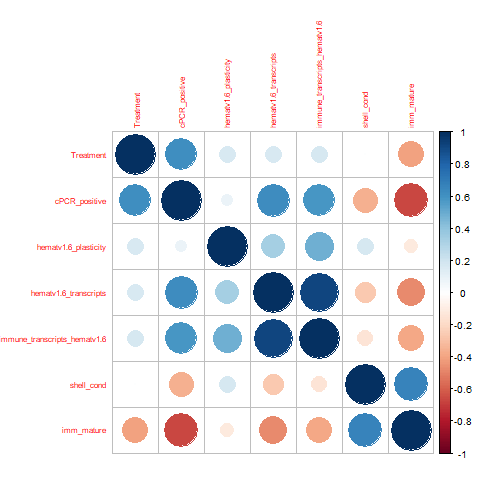 Treatment
cPCR_positive
hematv1.6_plasticity
hematv1.6_transcripts
immune_transcripts_hematv1.6
shell_cond
imm_mature
Treatment
cPCR_positive
hematv1.6_plasticity
hematv1.6_transcripts
immune_transcripts_hematv1.6
shell_cond
imm_mature
1
0.8
0.6
0.4
0.2
0
-0.2
-0.4
-0.6
-0.8
-1